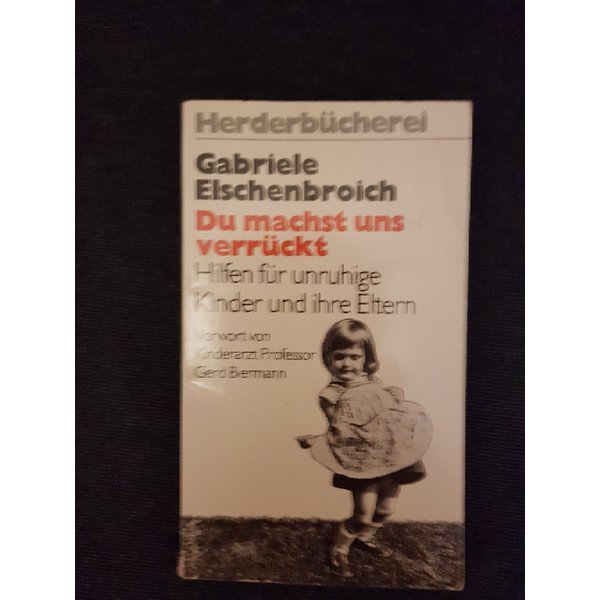 Herderbücherei
Gabriele
Elschenbroich
Du machst uns
verrückt
Hilfen für unruhige
Kinder und ihre Eltern
Vorwort von
Kinderarzt Professor
Gerd Biermann